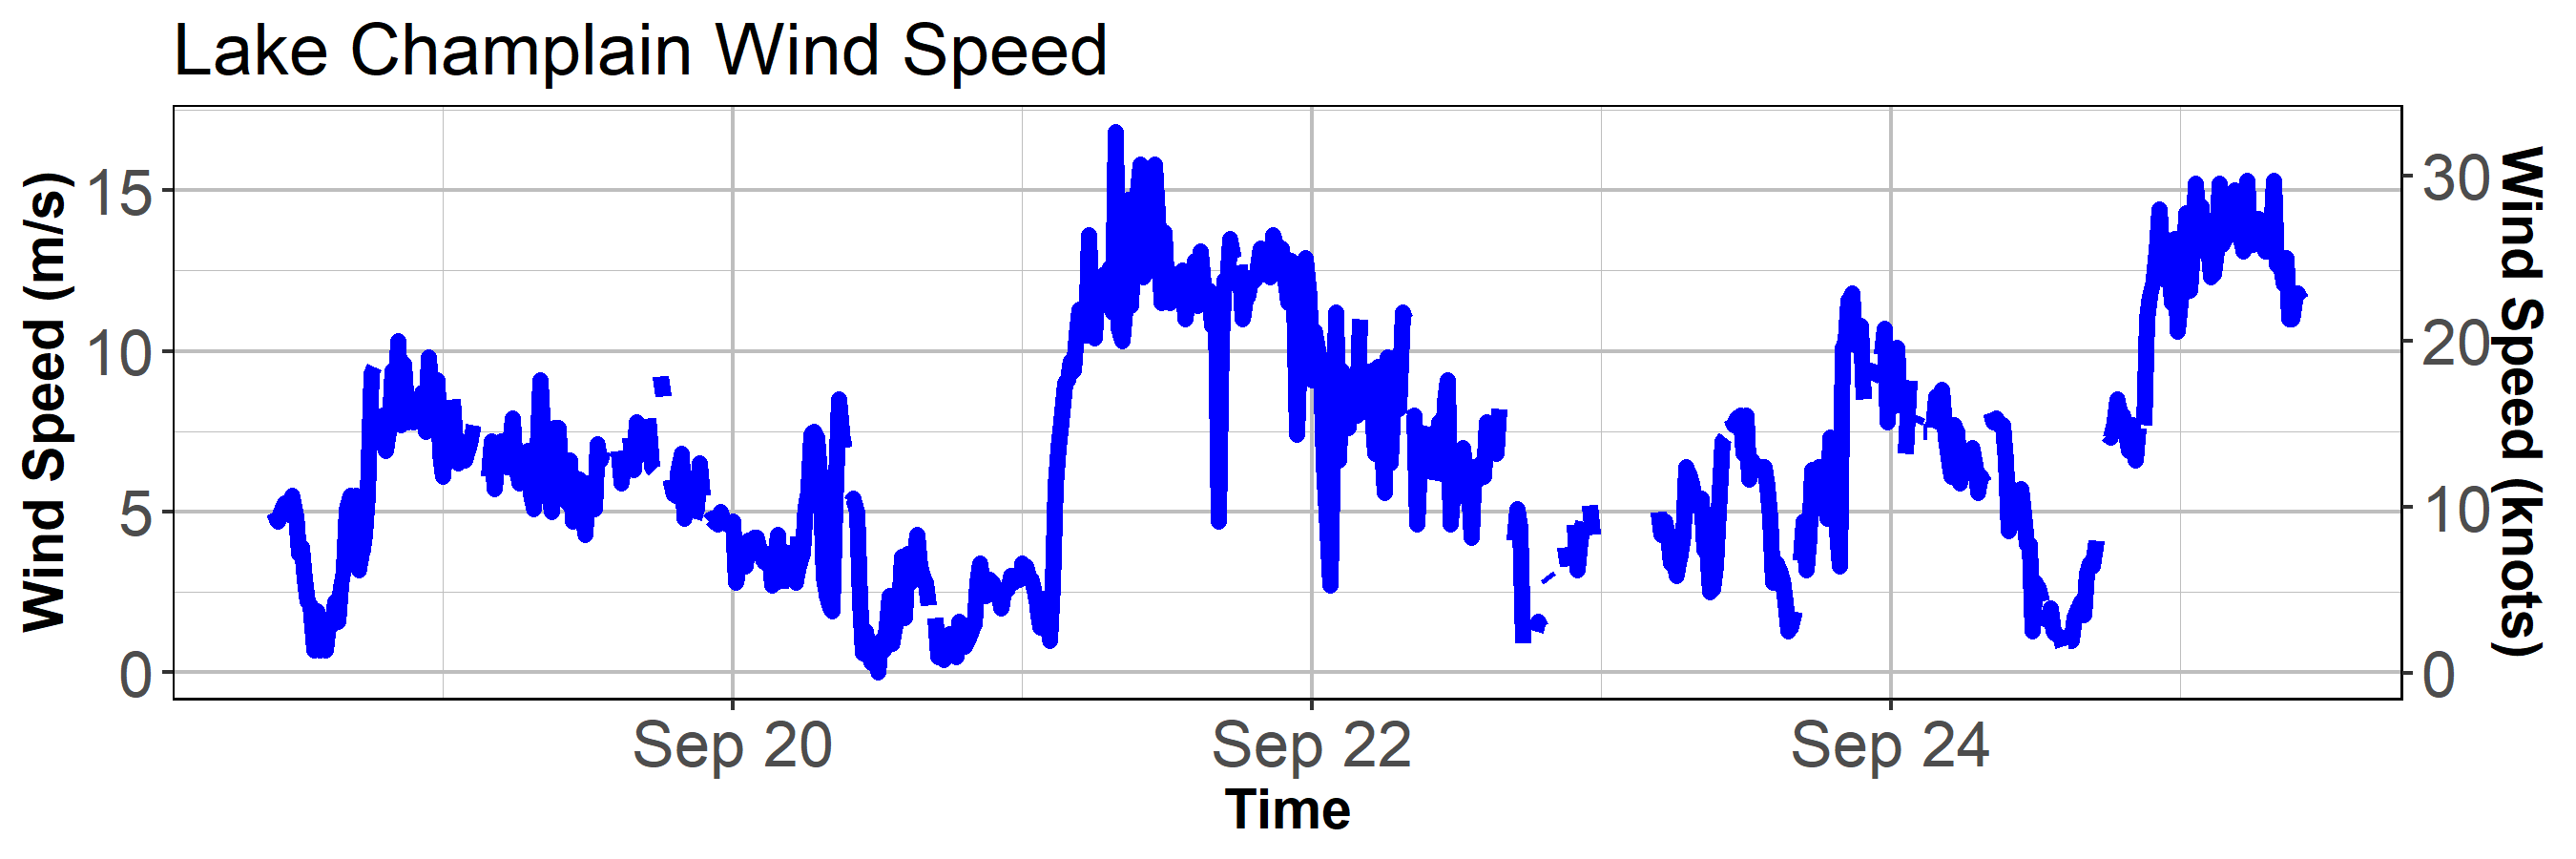 Lake Champlain Wind Speed
Wind Speed (m/s)
15
10
5
0
30
20
10
0
Wind Speed (knots)
Sep 20
Sep 22
Sep 24
Time